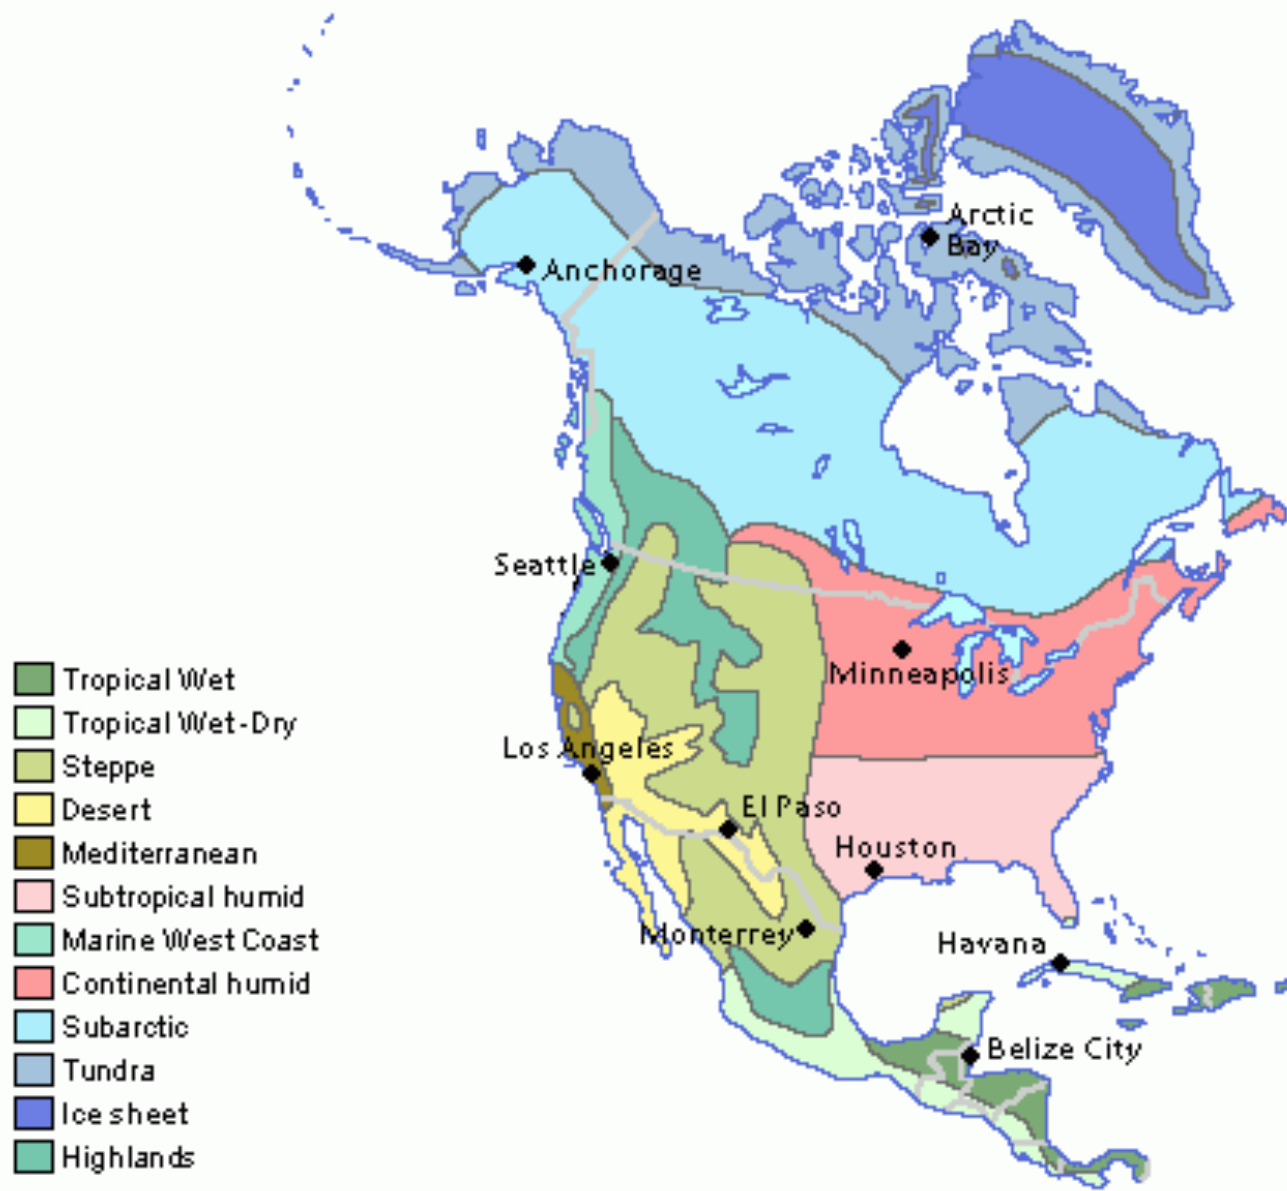 Arctic
Bay
Anchorage
Seattle
Minneapolis
Los Angeles
El Paso
Houston
Monterrey
Havana
Belize City
Tropical Wet
Tropical Wet-Dry
Steppe
Desert
Mediterranean
Subtropical humid
Marine West Coast
Continental humid
Subarctic
Tundra
Ice sheet
Highlands